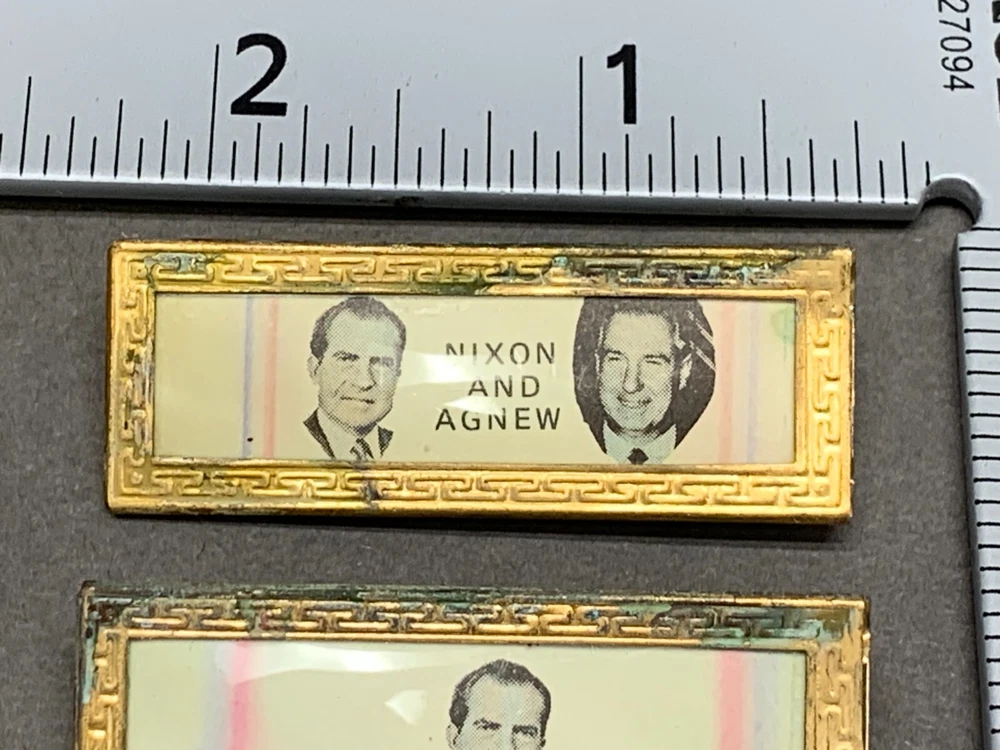 2 1
27094
NIXON
AND
AGNEW